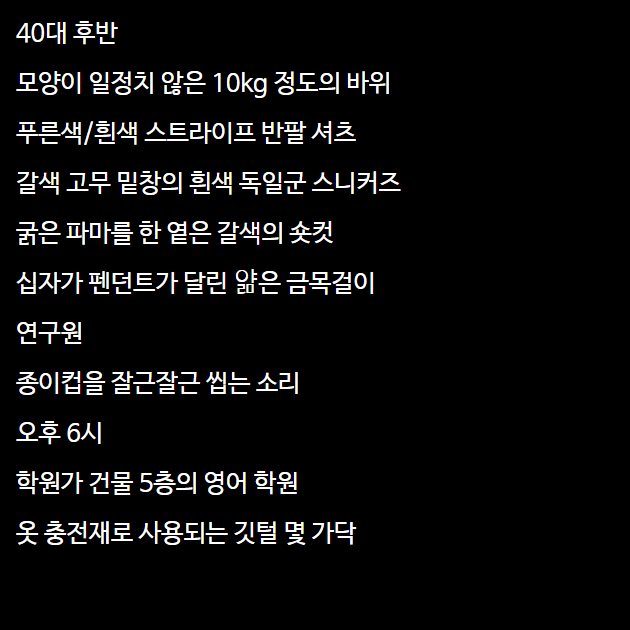 40대 후반
모양이 일정치 않은 10kg 정도의 바위
푸른색/흰색 스트라이프 반팔 셔츠
갈색 고무 밑창의 흰색 독일군 스니커즈
굵은 파마를 한 옅은 갈색의 숏컷
십자가 펜던트가 달린 얇은 금목걸이
연구원
종이컵을 잘근잘근 씹는 소리
오후 6시
학원가 건물 5층의 영어 학원
옷 충전재로 사용되는 깃털 몇 가닥